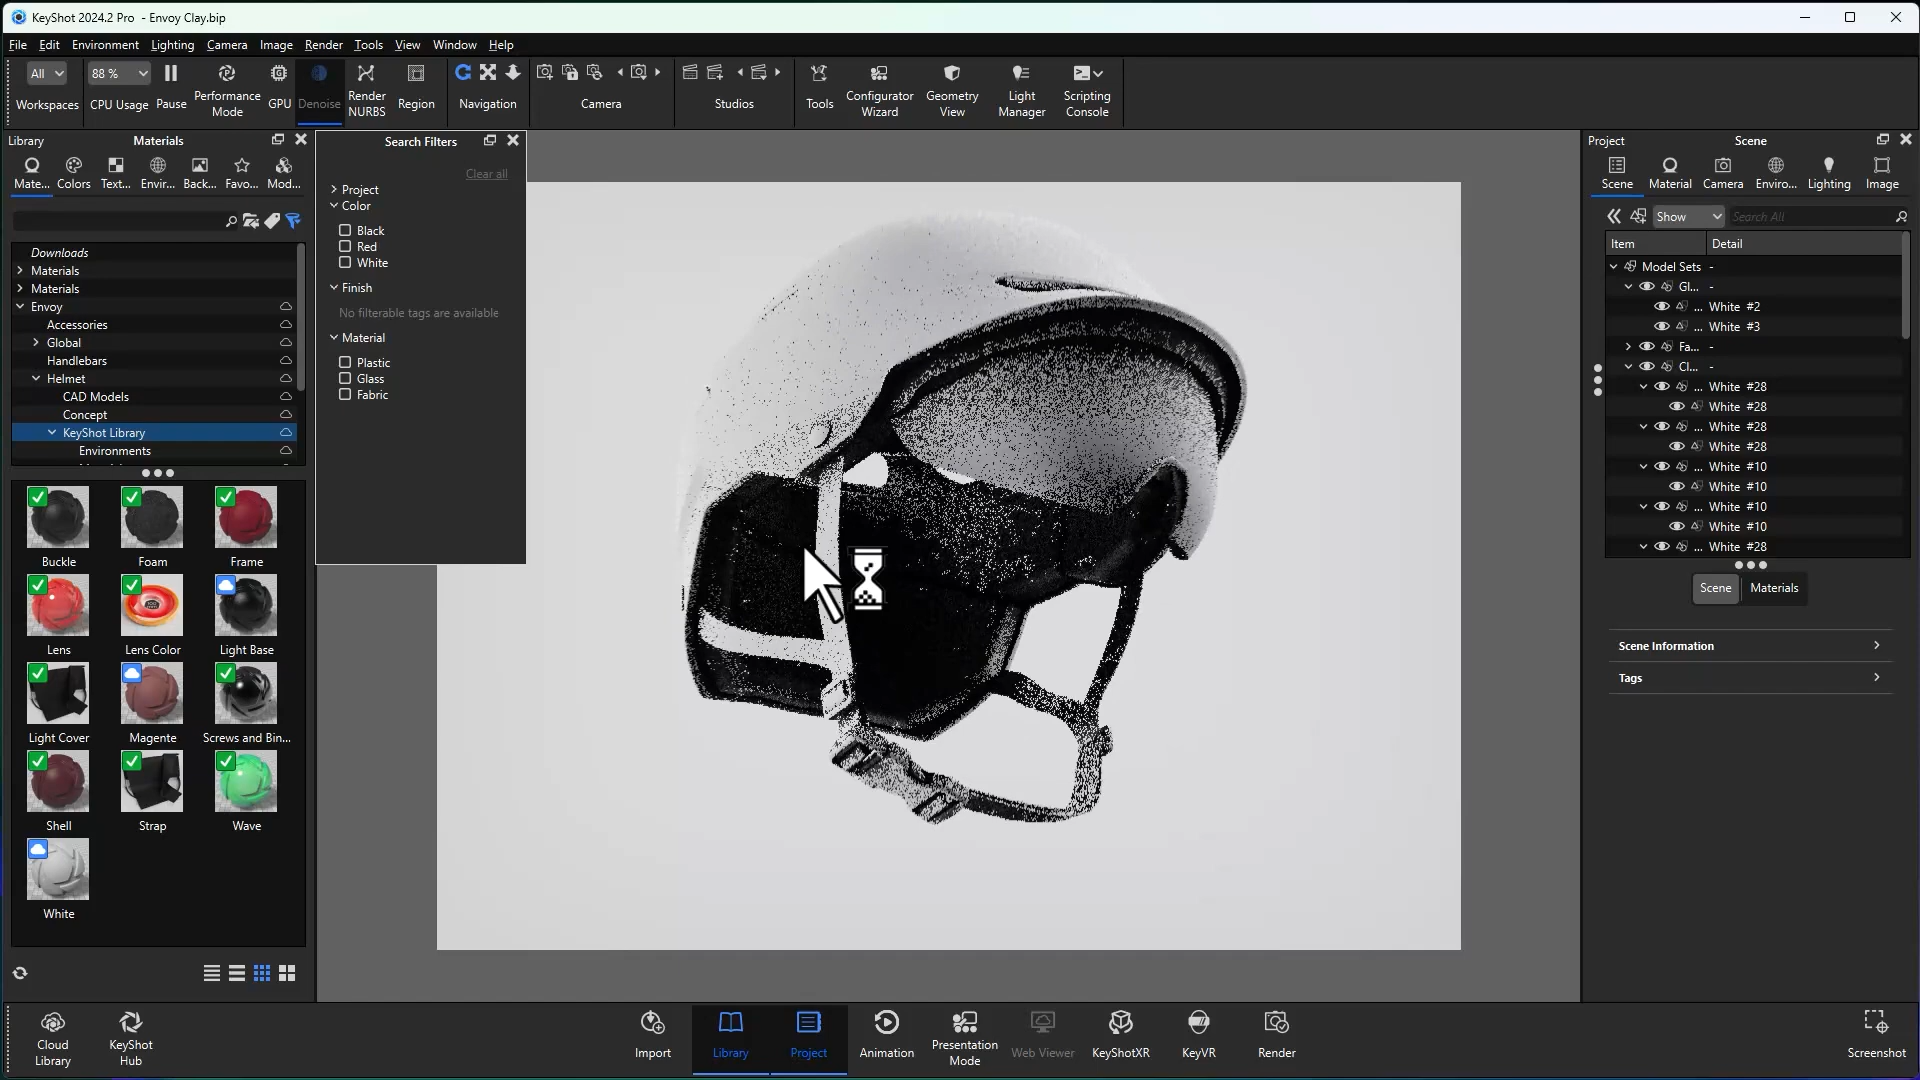 KeyShot 2024.2 Pro - Envoy Clay.bip
File Edit Environment Lighting Camera Image Render Tools View Window Help
All
Workspaces
88 %
CPU Usage
Pause
Performance
Mode
GPU
Denoise
Render
NURBS
Region
Navigation
Camera
Studios
Tools
Configurator
Wizard
Geometry
View
Light
Manager
Scripting
Console
Library
Materials
Mate... Colors Text... Envir... Back... Favo... Mod...
Downloads
Materials
Materials
Envoy
Accessories
Global
Handlebars
Helmet
CAD Models
Concept
KeyShot Library
Environments
Buckle
Foam
Frame
Lens
Lens Color
Light Base
Light Cover
Magente
Screws and Bin...
Shell
Strap
Wave
White
Search Filters
Clear all
Project
Color
Black
Red
White
Finish
No filterable tags are available
Material
Plastic
Glass
Fabric
Project
Scene
Scene Material Camera Enviro... Lighting Image
Show
Search All
Item Detail
Model Sets -
Gl... -
... White #2
... White #3
Fa... -
Cl... -
... White #28
White #28
... White #28
White #28
... White #10
White #10
... White #10
White #10
... White #28
Scene Materials
Scene Information
Tags
Cloud
Library
KeyShot
Hub
Import
Library
Project
Animation
Presentation
Mode
Web Viewer
KeyShotXR
KeyVR
Render
Screenshot